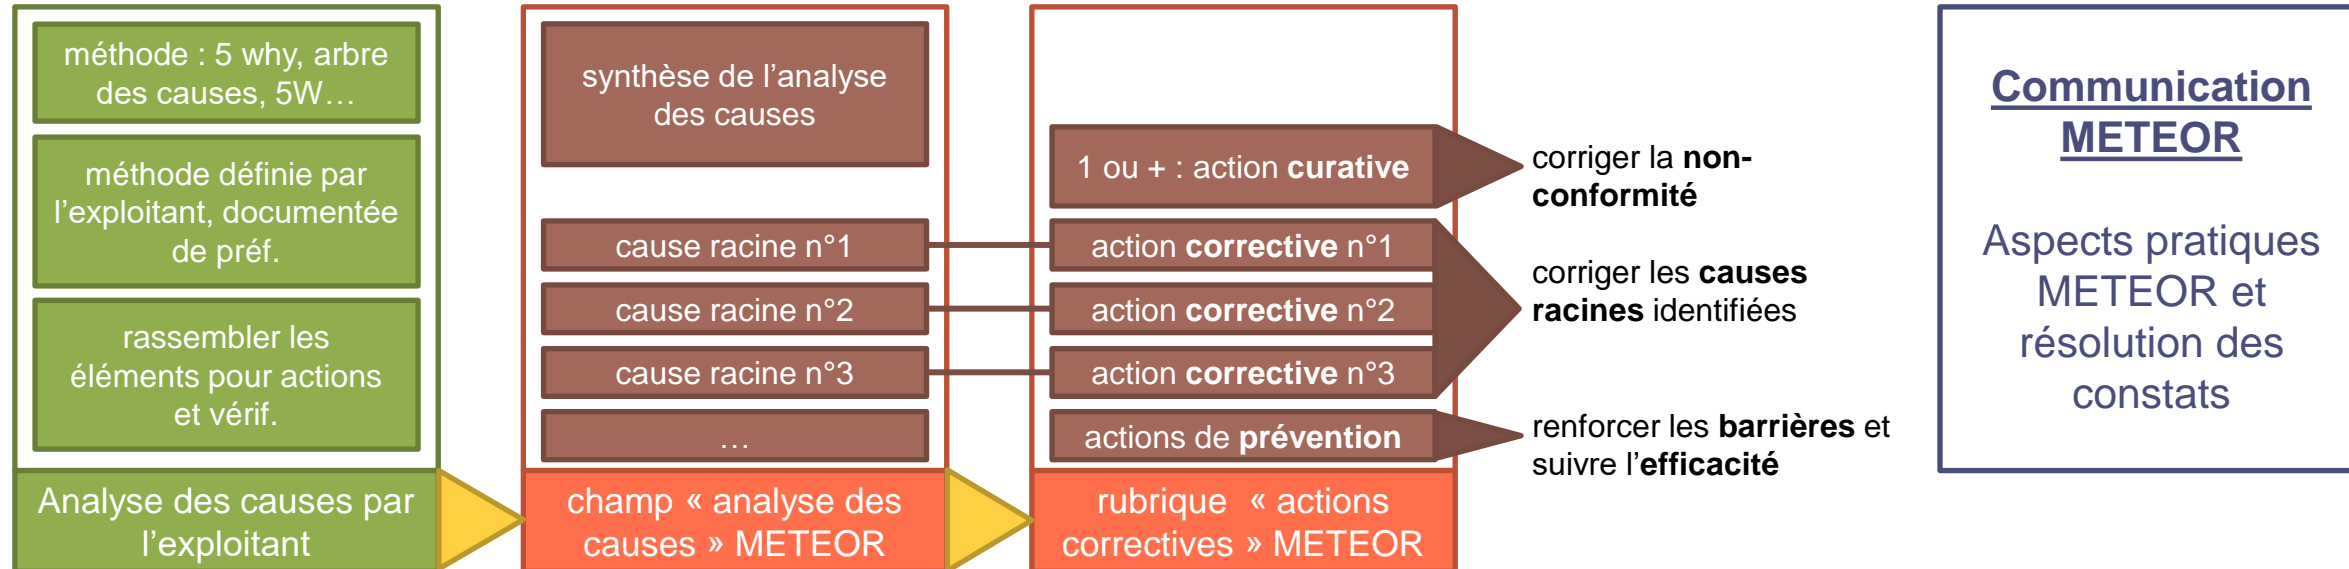 méthode : 5 why, arbre
des causes, 5W…
méthode définie par
l’exploitant, documentée
de préf.
rassembler les
éléments pour actions
et vérif.
Analyse des causes par
l’exploitant
synthèse de l’analyse
des causes
cause racine n°1
cause racine n°2
cause racine n°3
…
champ « analyse des
causes » METEOR
1 ou + : action curative
action corrective n°1
action corrective n°2
action corrective n°3
actions de prévention
rubrique « actions
correctives » METEOR
corriger la non-
conformité
corriger les causes
racines identifiées
renforcer les barrières et
suivre l’efficacité
Communication
METEOR
Aspects pratiques
METEOR et
résolution des
constats